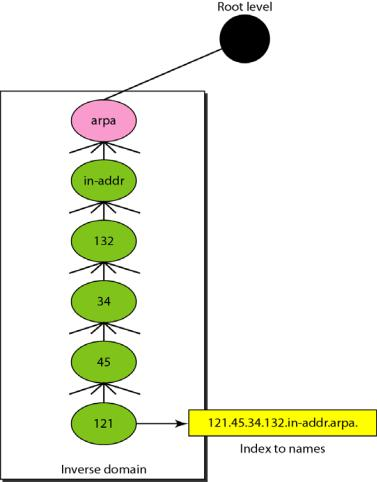 Root level
arpa
in-addr
132
34
45
121
121.45.34.132.in-addr.arpa.
Index to names
Inverse domain